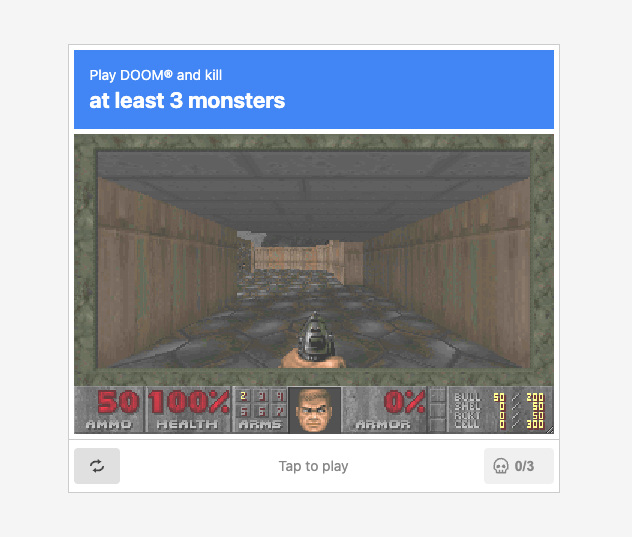 Play DOOM® and kill
at least 3 monsters
50 100% 2 3 4 0% BULL 50 / 200
5 6 7 SHEL 0 / 50
RCKT 0 / 50
AMMO HEALTH ARMS ARMOR CELL 0 / 300
Tap to play
0/3